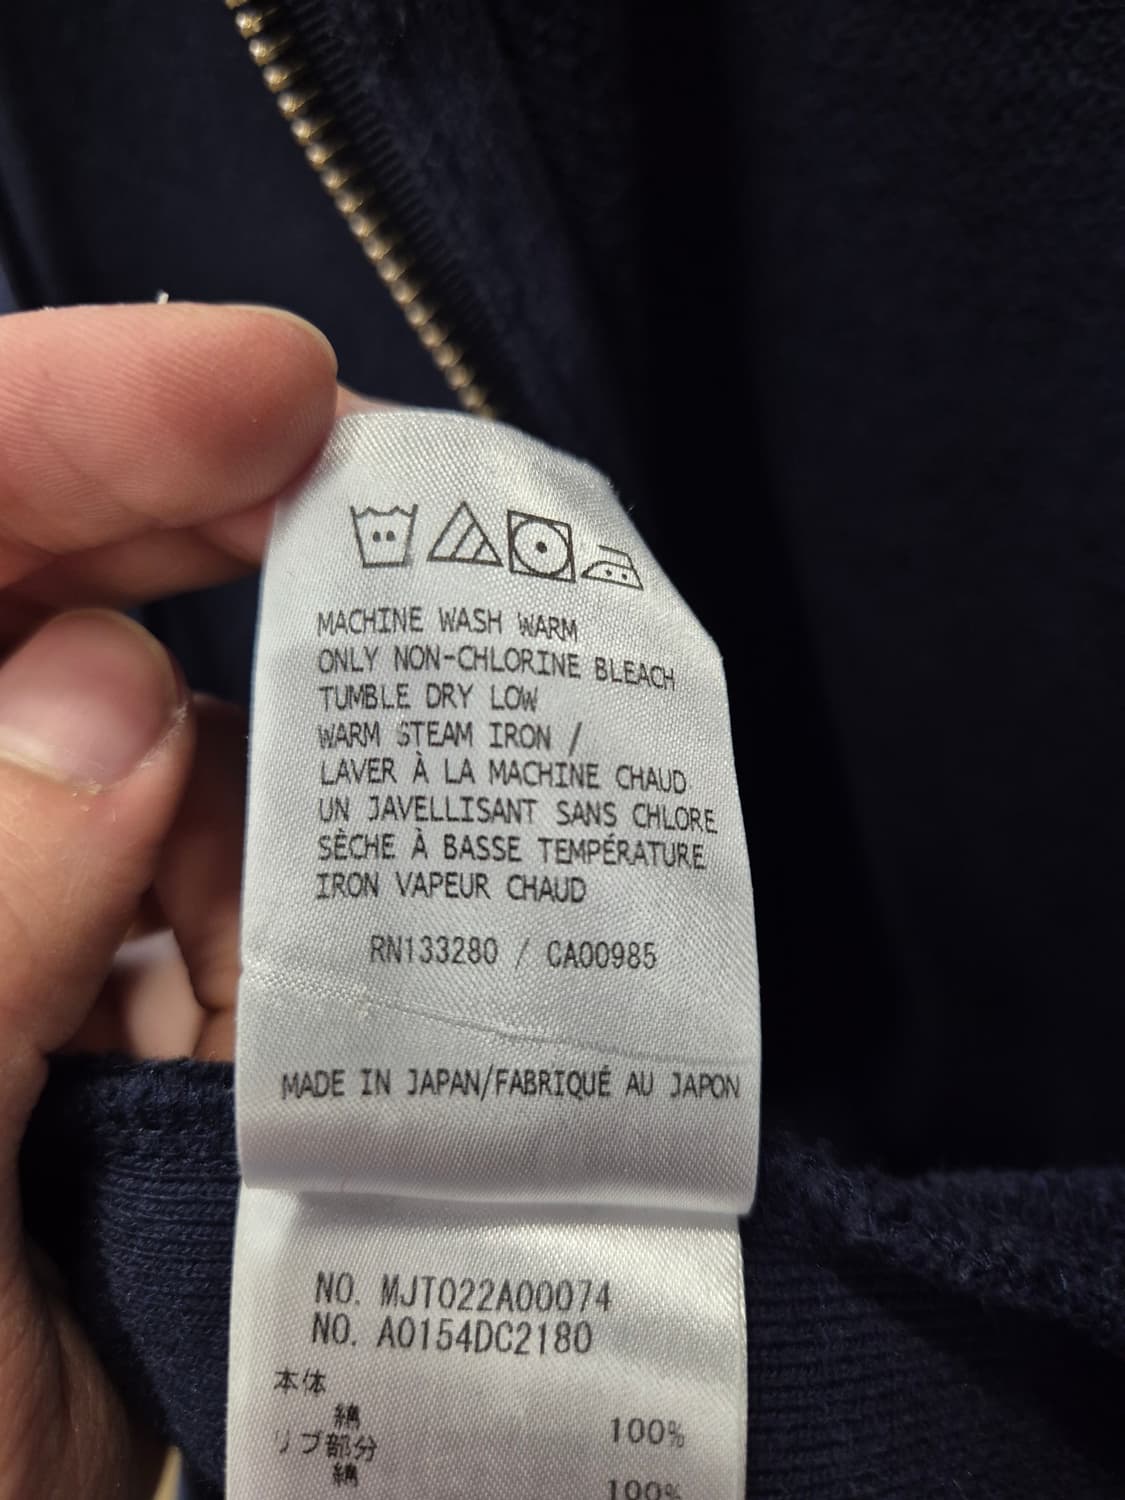 MACHINE WASH WARM
ONLY NON-CHLORINE BLEACH
TUMBLE DRY LOW
WARM STEAM IRON /
LAVER À LA MACHINE CHAUD
UN JAVELLISANT SANS CHLORE
SÈCHE À BASSE TEMPÉRATURE
IRON VAPEUR CHAUD
RN133280 / CA00985
MADE IN JAPAN/FABRIQUÉ AU JAPON
NO. MJT022A00074
NO. A0154DC2180
本体
綿 100%
リブ部分
綿 100%